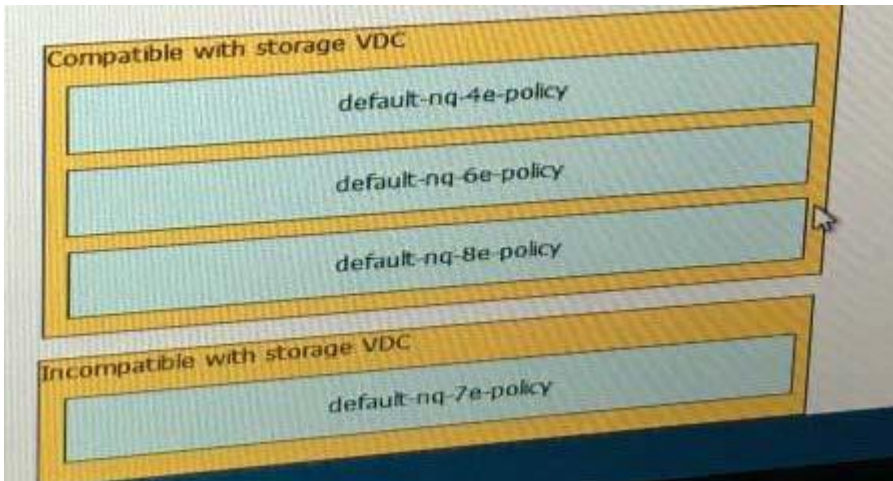 Compatible with storage VDC
default-nq-4e-policy
default-nq-6e-policy
default-nq-8e-policy
Incompatible with storage VDC
default-nq-7e-policy